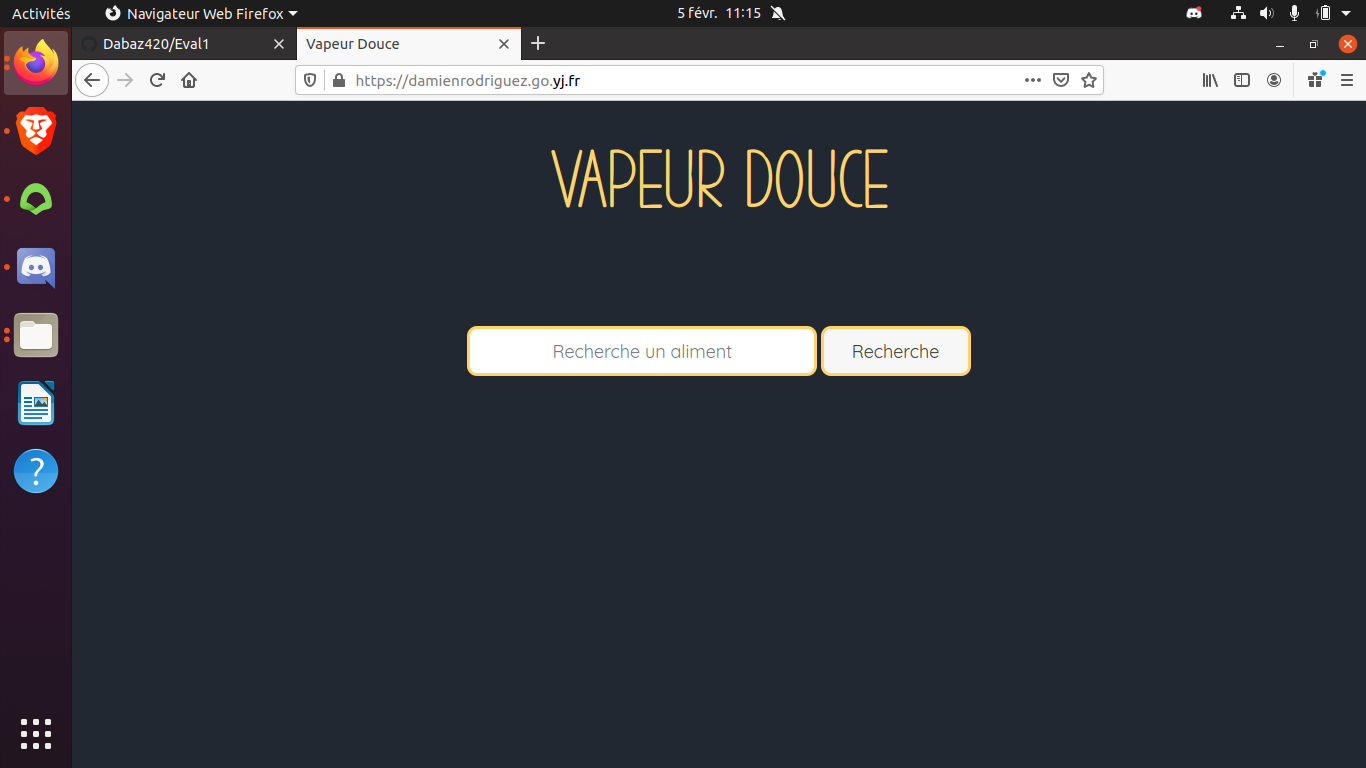 Activités Navigateur Web Firefox 5 févr. 11:15
Dabaz420/Eval1 Vapeur Douce
https://damienrodriguez.go.yj.fr
VAPEUR DOUCE
Recherche un aliment Recherche
?